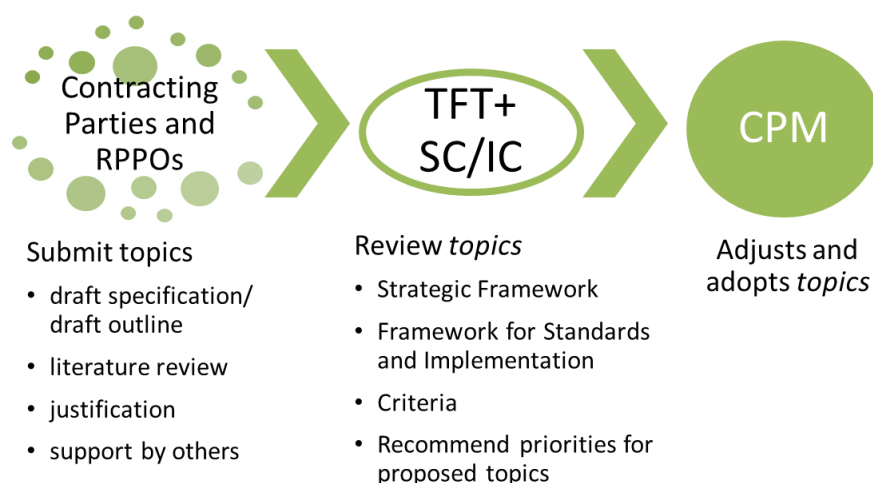 Contracting
Parties and
RPPOs
TFT+
SC/IC
CPM
Submit topics
• draft specification/
draft outline
• literature review
• justification
• support by others
Review topics
• Strategic Framework
• Framework for Standards
and Implementation
• Criteria
• Recommend priorities for
proposed topics
Adjusts and
adopts topics